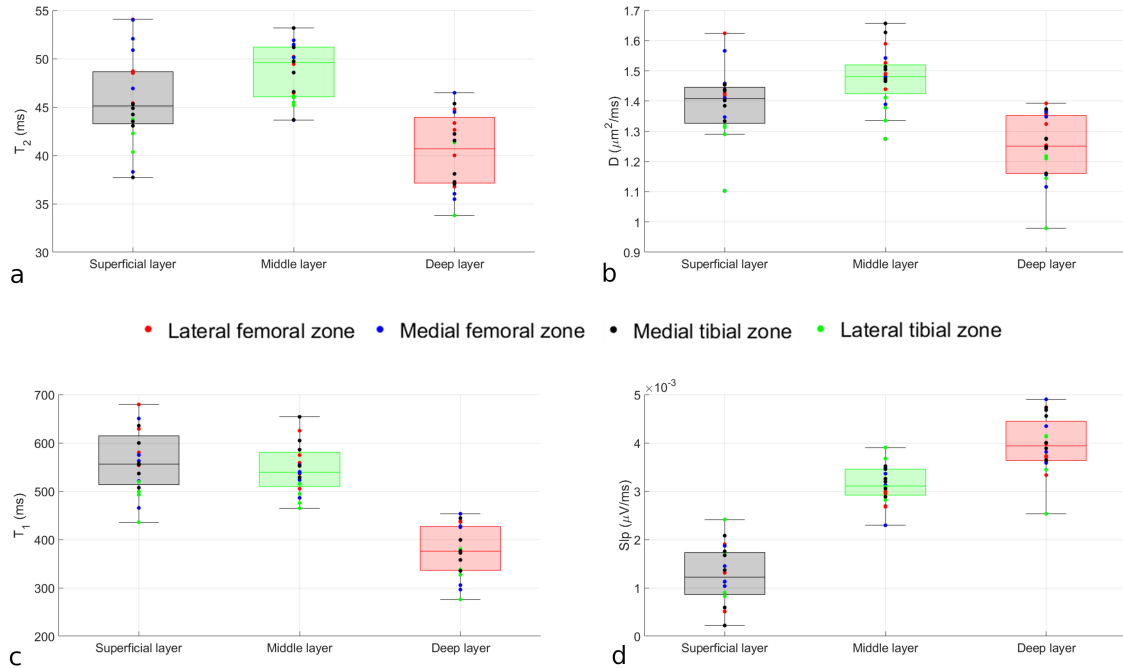 55
50
45
40
35
30
T2 (ms)
Superficial layer Middle layer Deep layer
a
1.7
1.6
1.5
1.4
1.3
1.2
1.1
1
0.9
D (μm²/ms)
Superficial layer Middle layer Deep layer
b
Lateral femoral zone Medial femoral zone Medial tibial zone Lateral tibial zone
700
600
500
400
300
200
T1 (ms)
Superficial layer Middle layer Deep layer
c
×10⁻³
5
4
3
2
1
0
Slp (μV/ms)
Superficial layer Middle layer Deep layer
d